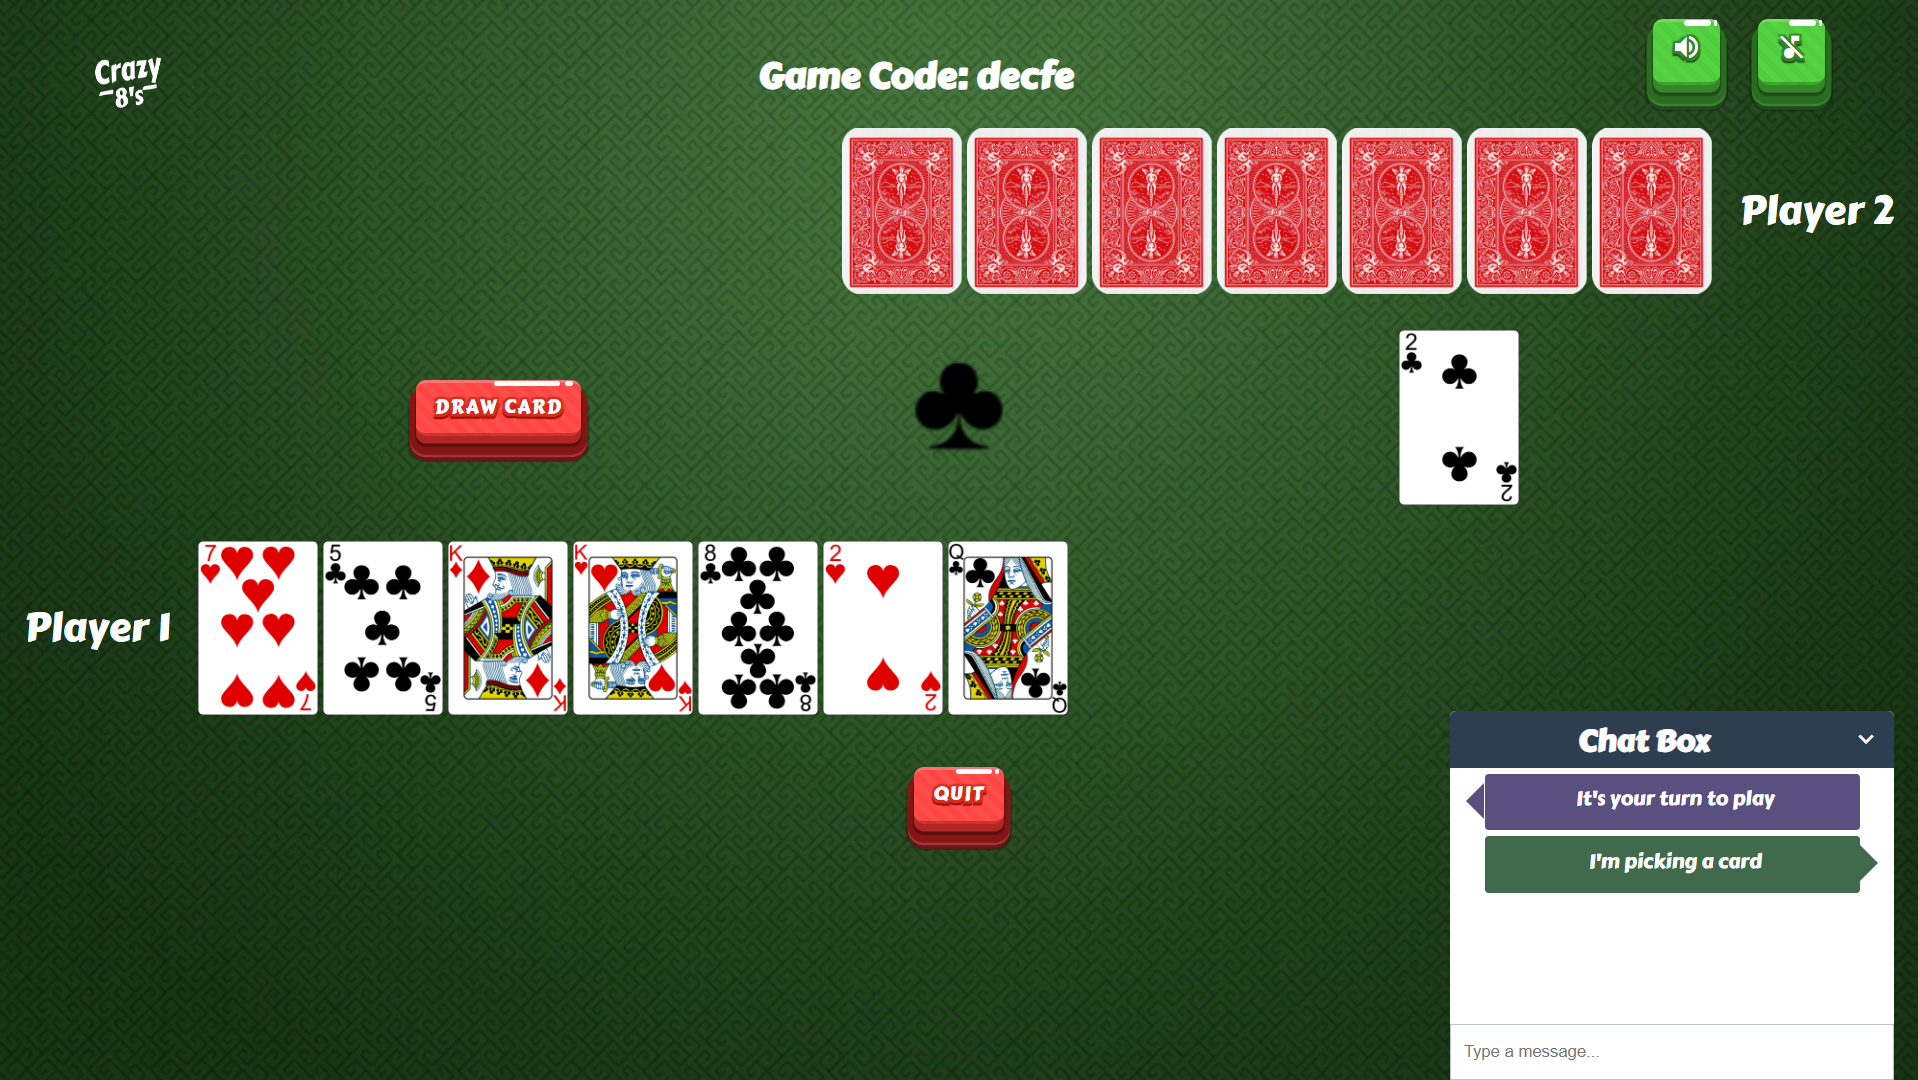 Crazy
8's
Game Code: decfe
Player 2
2
2
DRAW CARD
Player 1
7 5 K K 8 2 Q
7 5 K K 8 2 Q
QUIT
Chat Box
It's your turn to play
I'm picking a card
Type a message...